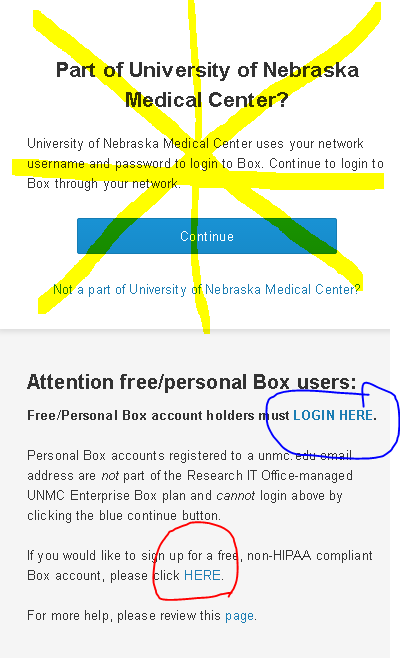 Part of University of Nebraska
Medical Center?
University of Nebraska Medical Center uses your network
username and password to login to Box. Continue to login to
Box through your network.
Continue
Not a part of University of Nebraska Medical Center?
Attention free/personal Box users:
Free/Personal Box account holders must LOGIN HERE.
Personal Box accounts registered to a unmc.edu email
address are not part of the Research IT Office-managed
UNMC Enterprise Box plan and cannot login above by
clicking the blue continue button.
If you would like to sign up for a free, non-HIPAA compliant
Box account, please click HERE.
For more help, please review this page.